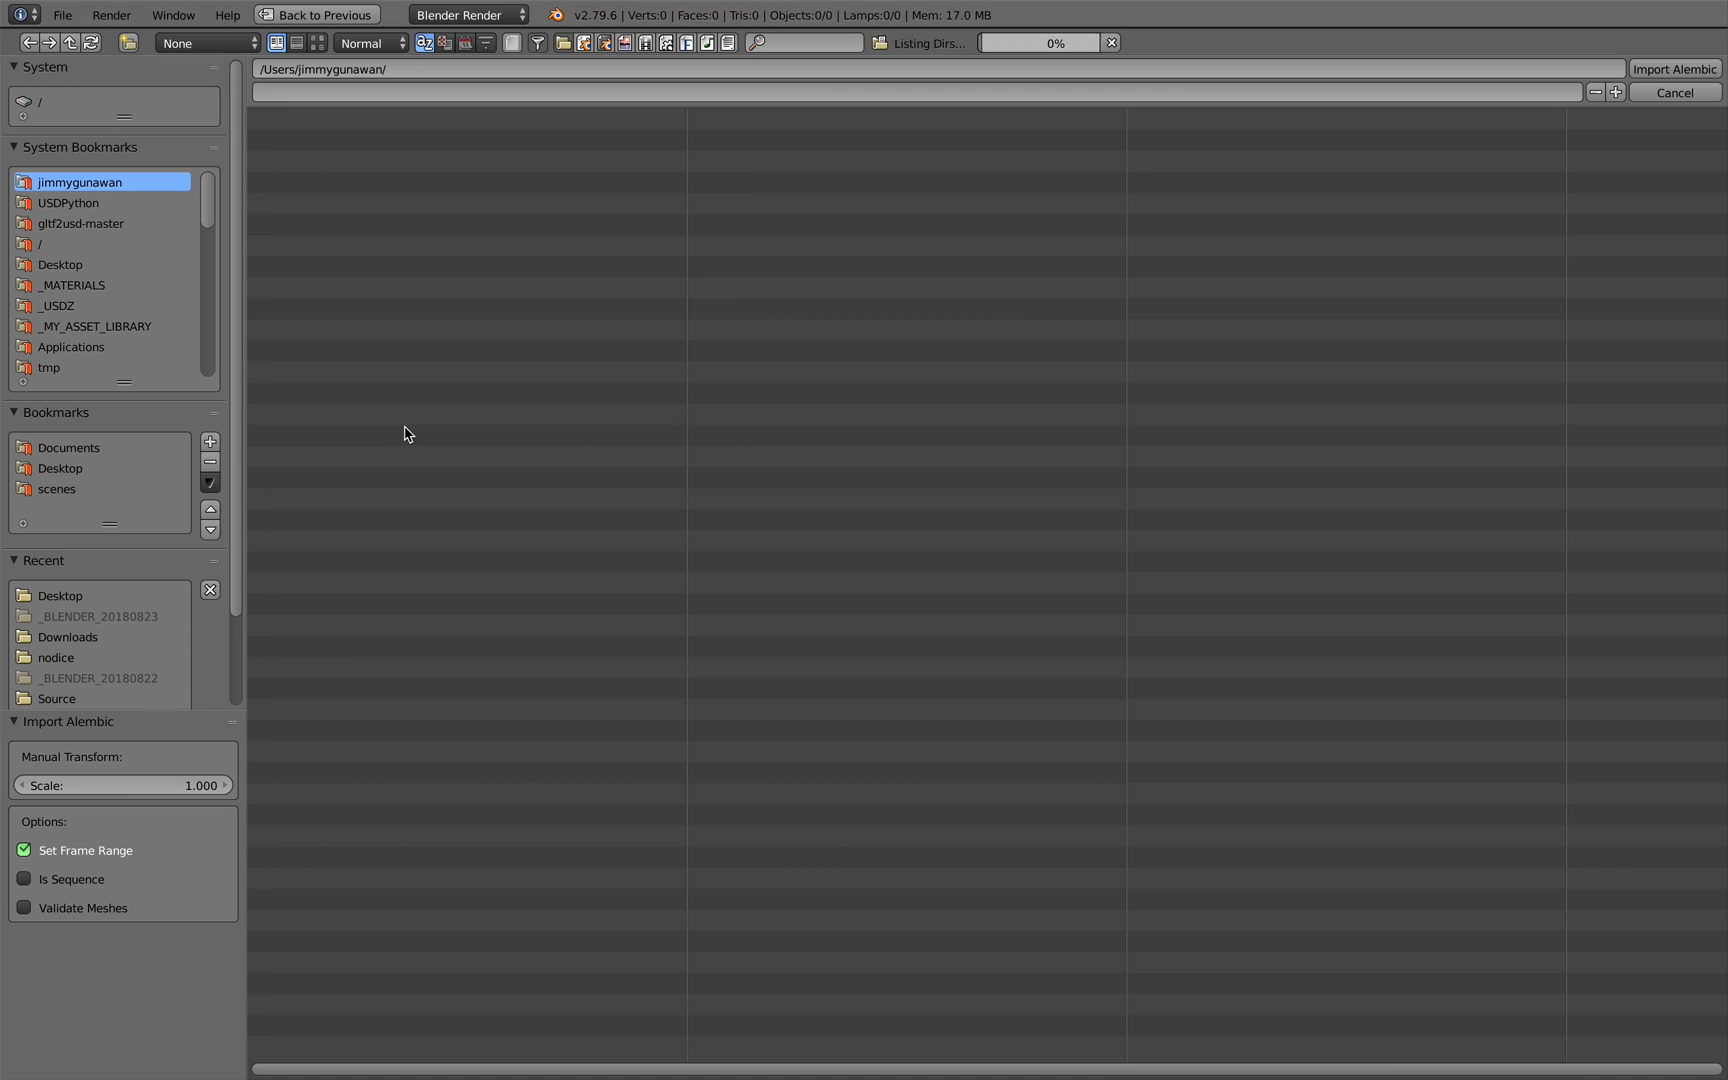 File Render Window Help Back to Previous Blender Render v2.79.6 | Verts:0 | Faces:0 | Tris:0 | Objects:0/0 | Lamps:0/0 | Mem: 17.0 MB
None Normal Listing Dirs... 0%
System
/
System Bookmarks
jimmygunawan
USDPython
gltf2usd-master
/
Desktop
_MATERIALS
_USDZ
_MY_ASSET_LIBRARY
Applications
tmp
Bookmarks
Documents
Desktop
scenes
Recent
Desktop
_BLENDER_20180823
Downloads
nodice
_BLENDER_20180822
Source
Import Alembic
Manual Transform:
Scale: 1.000
Options:
Set Frame Range
Is Sequence
Validate Meshes
/Users/jimmygunawan/ Import Alembic
Cancel